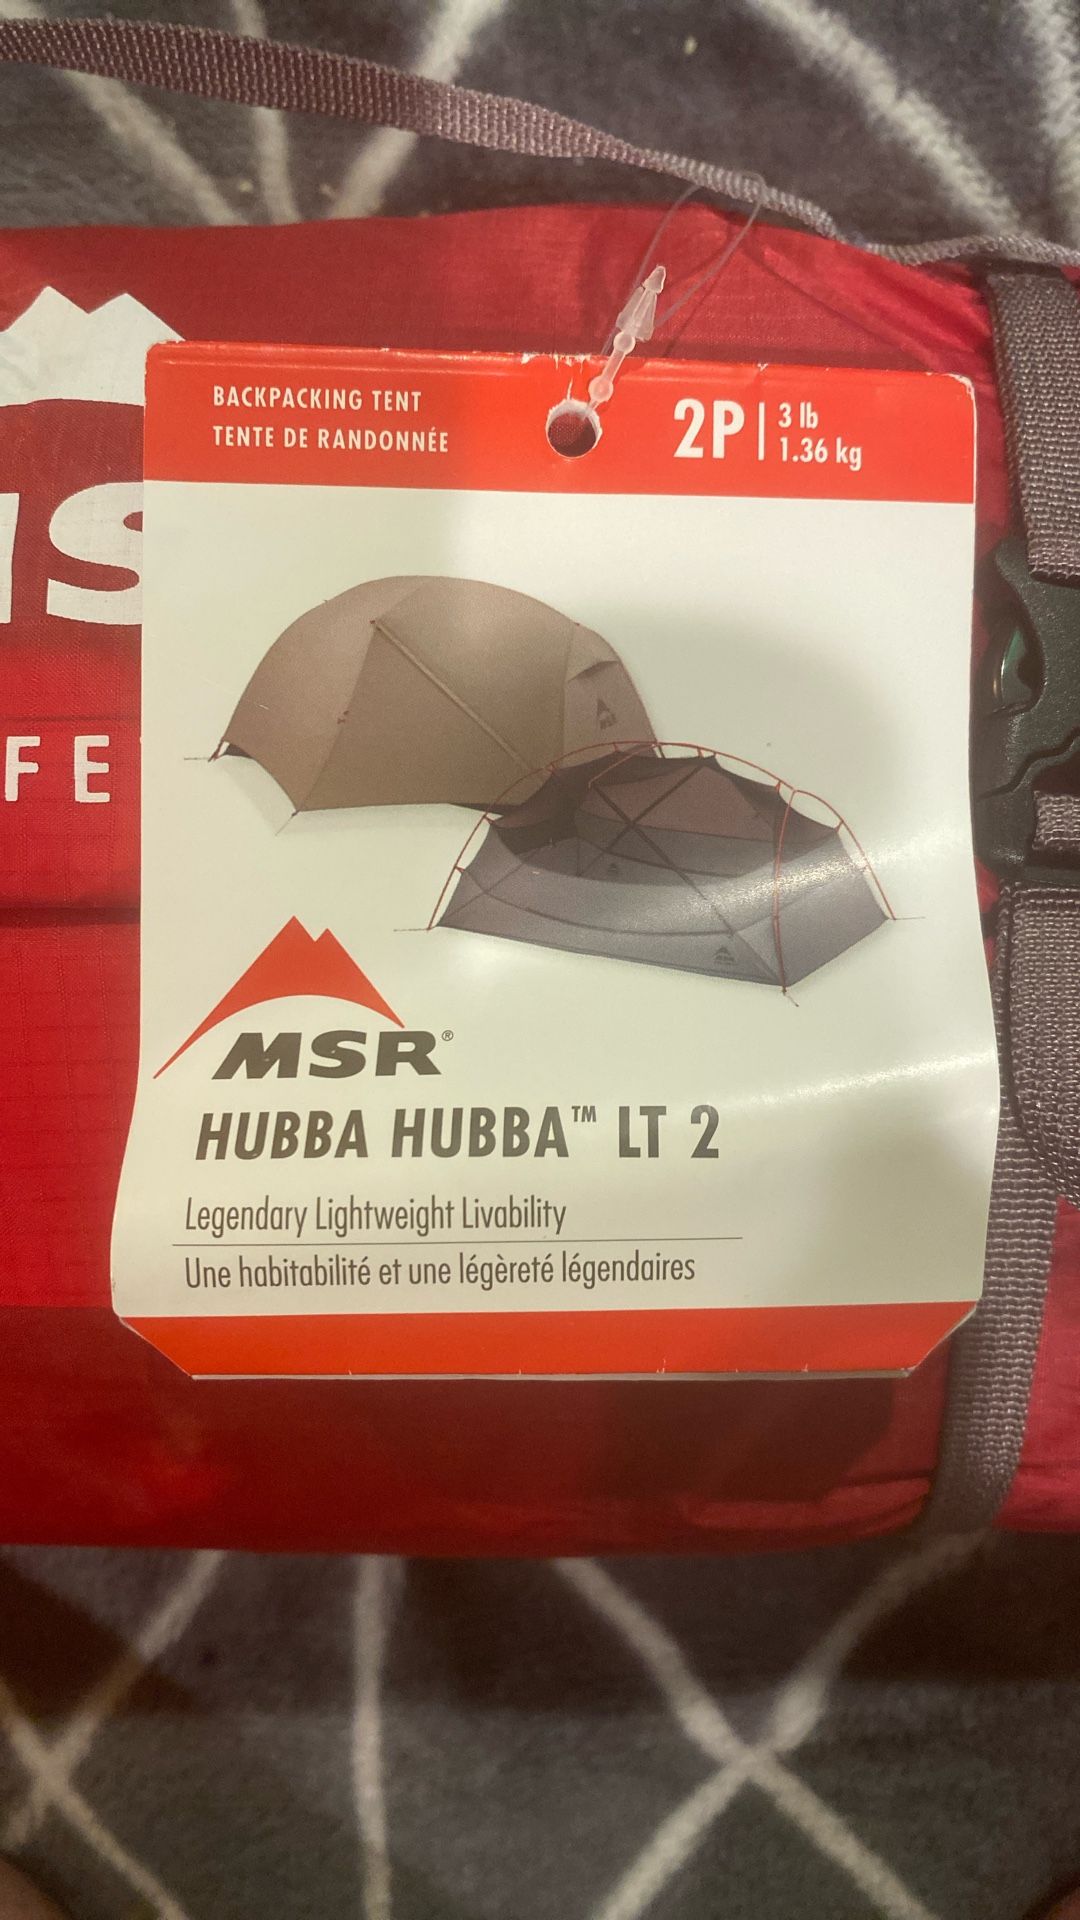 BACKPACKING TENT
TENTE DE RANDONNÉE
2P | 3 lb
1.36 kg
MSR®
HUBBA HUBBA™ LT 2
Legendary Lightweight Livability
Une habitabilité et une légèreté légendaires